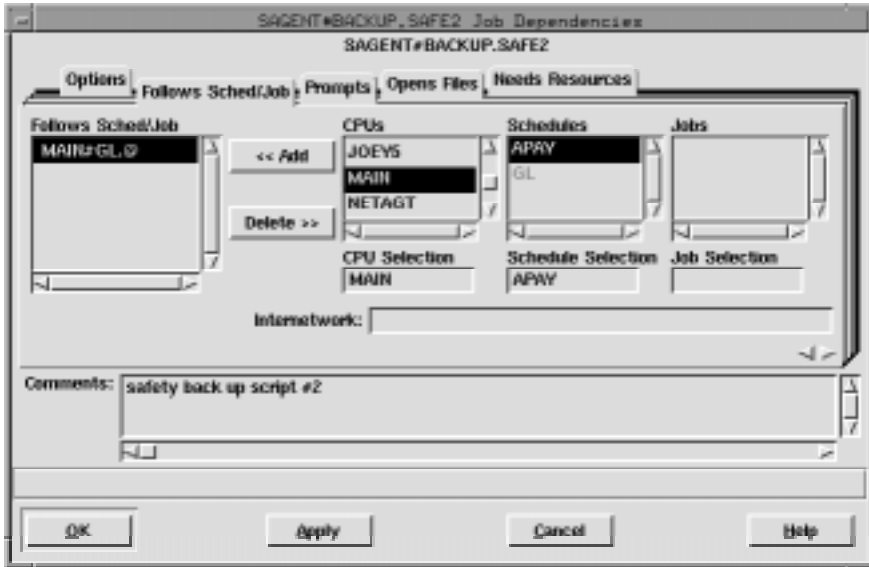 SAGENT#BACKUP.SAFE2 Job Dependencies
SAGENT#BACKUP.SAFE2
Options
Follows Sched/Job
Prompts
Opens Files
Needs Resources
Follows Sched/Job
MAIN#GL.@
<< Add
Delete >>
CPUs
JOEY5
MAIN
NETAGT
Schedules
APAY
GL
Jobs
CPU Selection
MAIN
Schedule Selection
APAY
Job Selection
Internetwork:
Comments:
safety back up script #2
OK
Apply
Cancel
Help